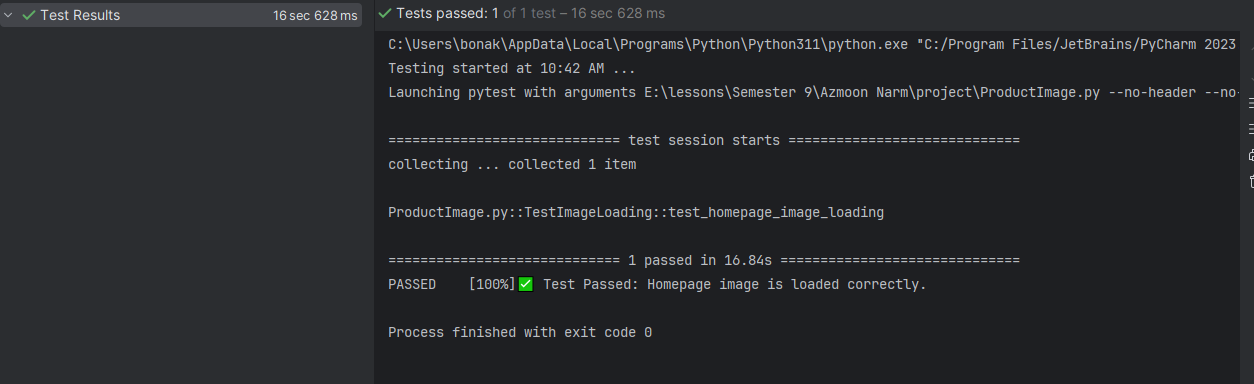 Test Results 16 sec 628 ms
Tests passed: 1 of 1 test – 16 sec 628 ms
C:\Users\bonak\AppData\Local\Programs\Python\Python311\python.exe "C:/Program Files/JetBrains/PyCharm 2023
Testing started at 10:42 AM ...
Launching pytest with arguments E:\lessons\Semester 9\Azmoon Narm\project\ProductImage.py --no-header --no-
============================= test session starts =============================
collecting ... collected 1 item
ProductImage.py::TestImageLoading::test_homepage_image_loading
============================= 1 passed in 16.84s ==============================
PASSED [100%]✅ Test Passed: Homepage image is loaded correctly.
Process finished with exit code 0